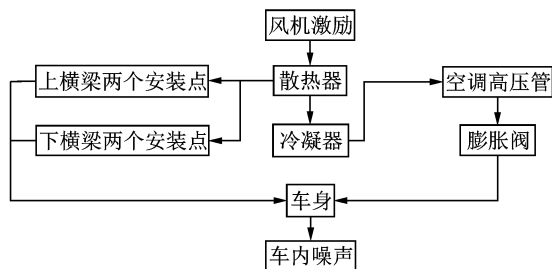 风机激励
上横梁两个安装点
散热器
空调高压管
下横梁两个安装点
冷凝器
膨胀阀
车身
车内噪声